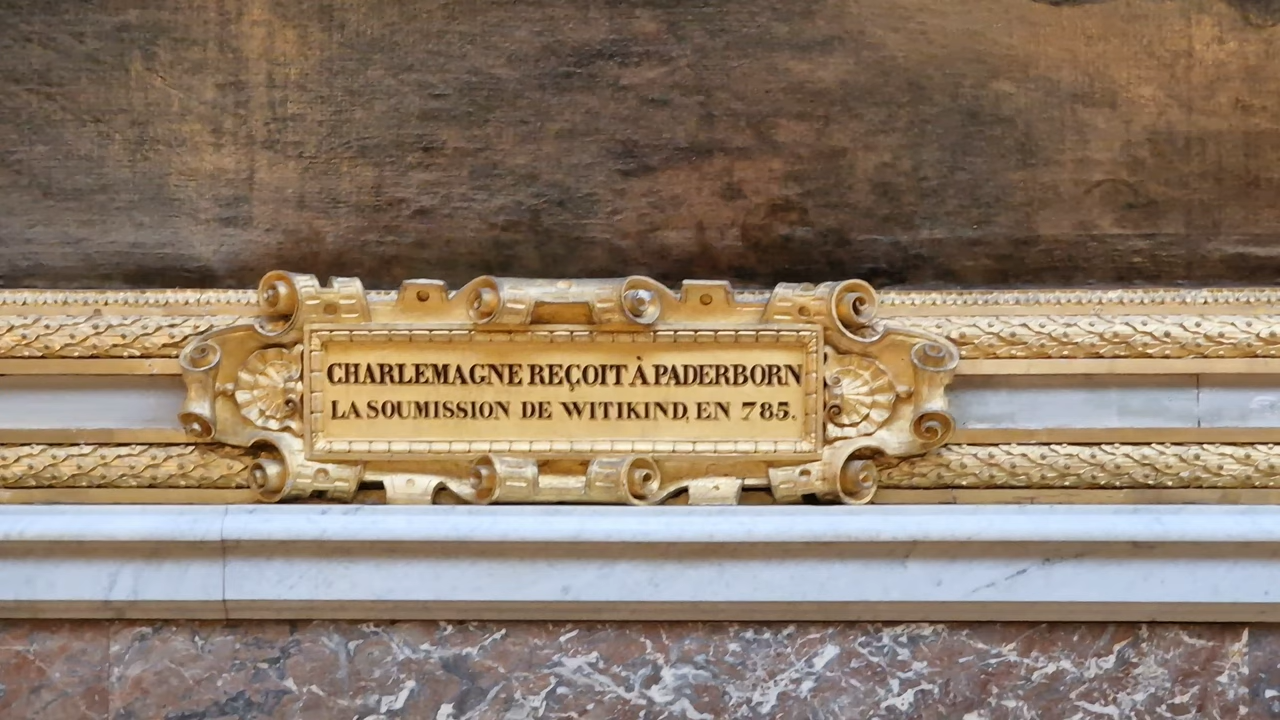 CHARLEMAGNE REÇOIT À PADERBORN
LA SOUMISSION DE WITIKIND, EN 785.